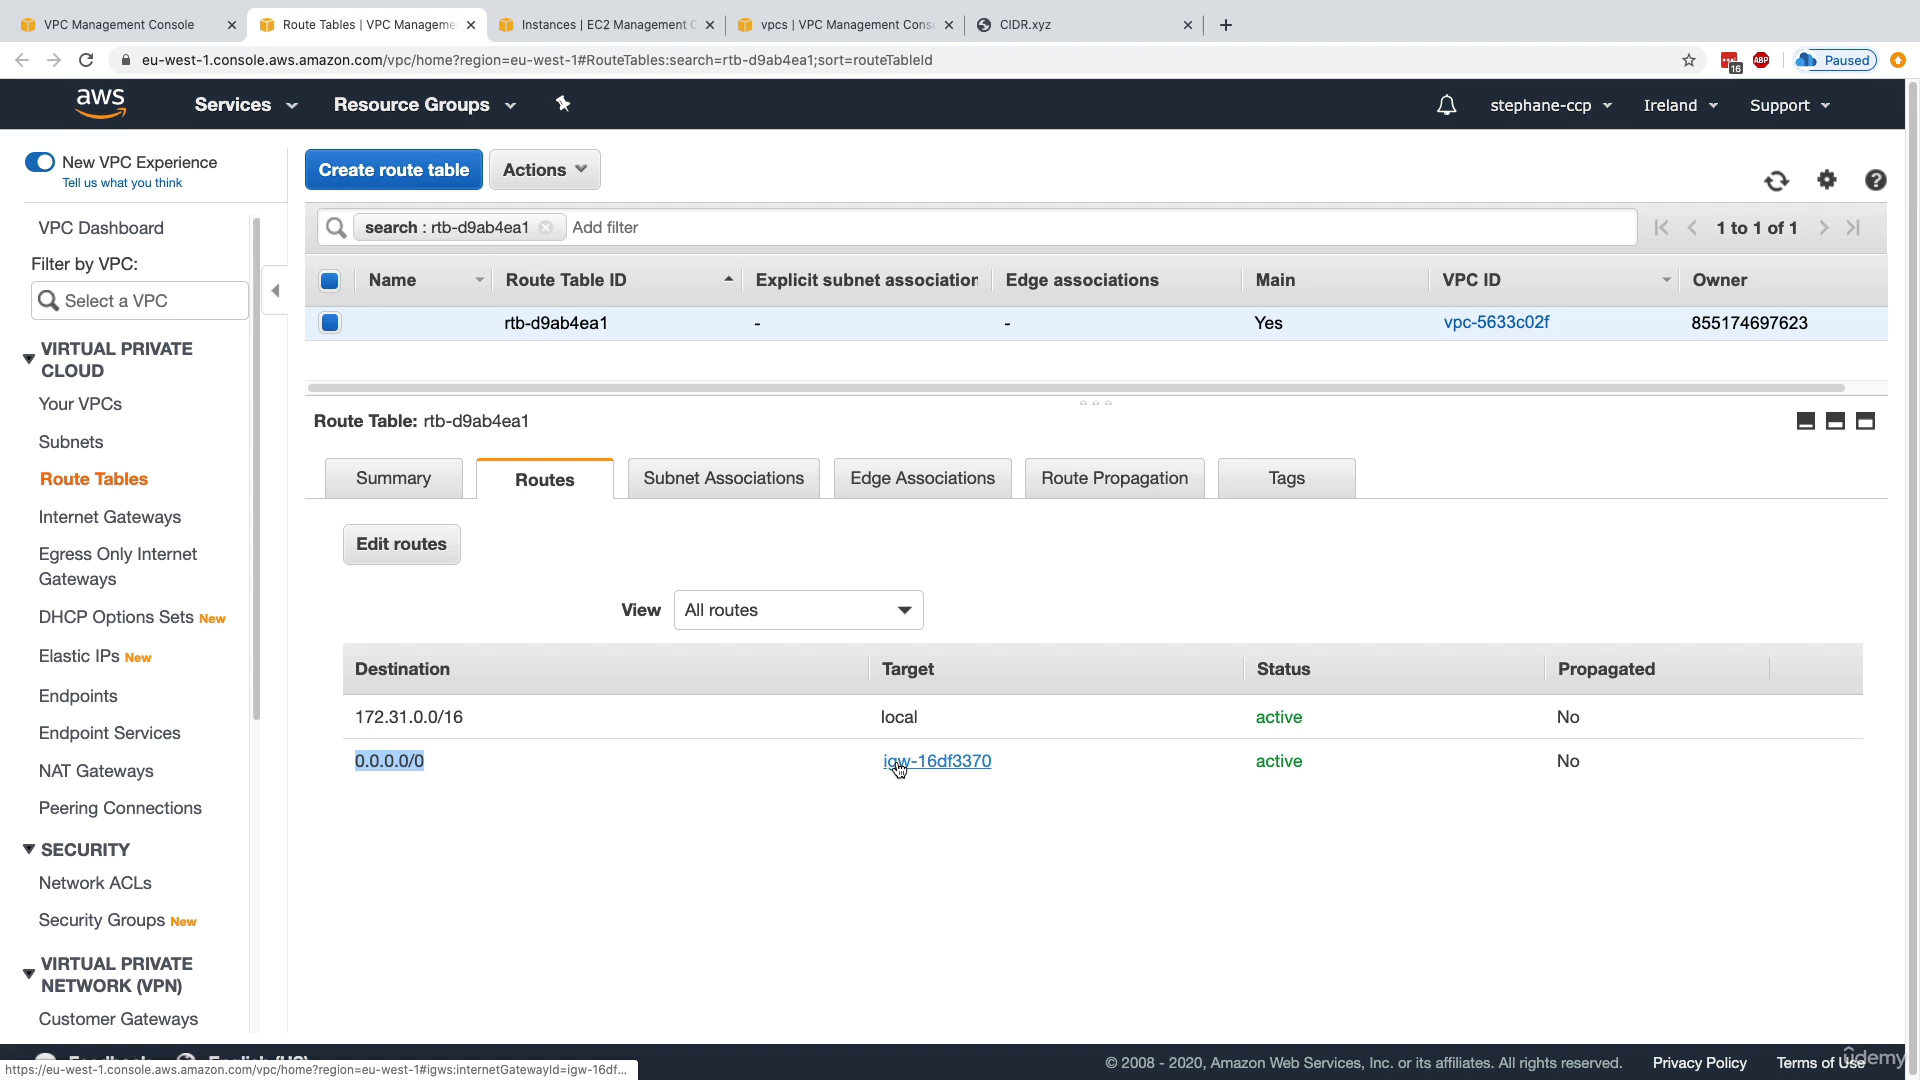 VPC Management Console
Route Tables | VPC Manageme
Instances | EC2 Management C
vpcs | VPC Management Conso
CIDR.xyz
eu-west-1.console.aws.amazon.com/vpc/home?region=eu-west-1#RouteTables:search=rtb-d9ab4ea1;sort=routeTableId
16
ABP
Paused
aws
Services
Resource Groups
stephane-ccp
Ireland
Support
New VPC Experience
Tell us what you think
VPC Dashboard
Filter by VPC:
Select a VPC
VIRTUAL PRIVATE
CLOUD
Your VPCs
Subnets
Route Tables
Internet Gateways
Egress Only Internet
Gateways
DHCP Options Sets New
Elastic IPs New
Endpoints
Endpoint Services
NAT Gateways
Peering Connections
SECURITY
Network ACLs
Security Groups New
VIRTUAL PRIVATE
NETWORK (VPN)
Customer Gateways
Create route table
Actions
search : rtb-d9ab4ea1
Add filter
1 to 1 of 1
Name
Route Table ID
Explicit subnet association
Edge associations
Main
VPC ID
Owner
rtb-d9ab4ea1
-
-
Yes
vpc-5633c02f
855174697623
Route Table: rtb-d9ab4ea1
Summary
Routes
Subnet Associations
Edge Associations
Route Propagation
Tags
Edit routes
View
All routes
Destination
Target
Status
Propagated
172.31.0.0/16
local
active
No
0.0.0.0/0
igw-16df3370
active
No
Feedback
English (US)
https://eu-west-1.console.aws.amazon.com/vpc/home?region=eu-west-1#igws:internetGatewayId=igw-16df...
© 2008 - 2020, Amazon Web Services, Inc. or its affiliates. All rights reserved.
Privacy Policy
Terms of Use
ûdemy